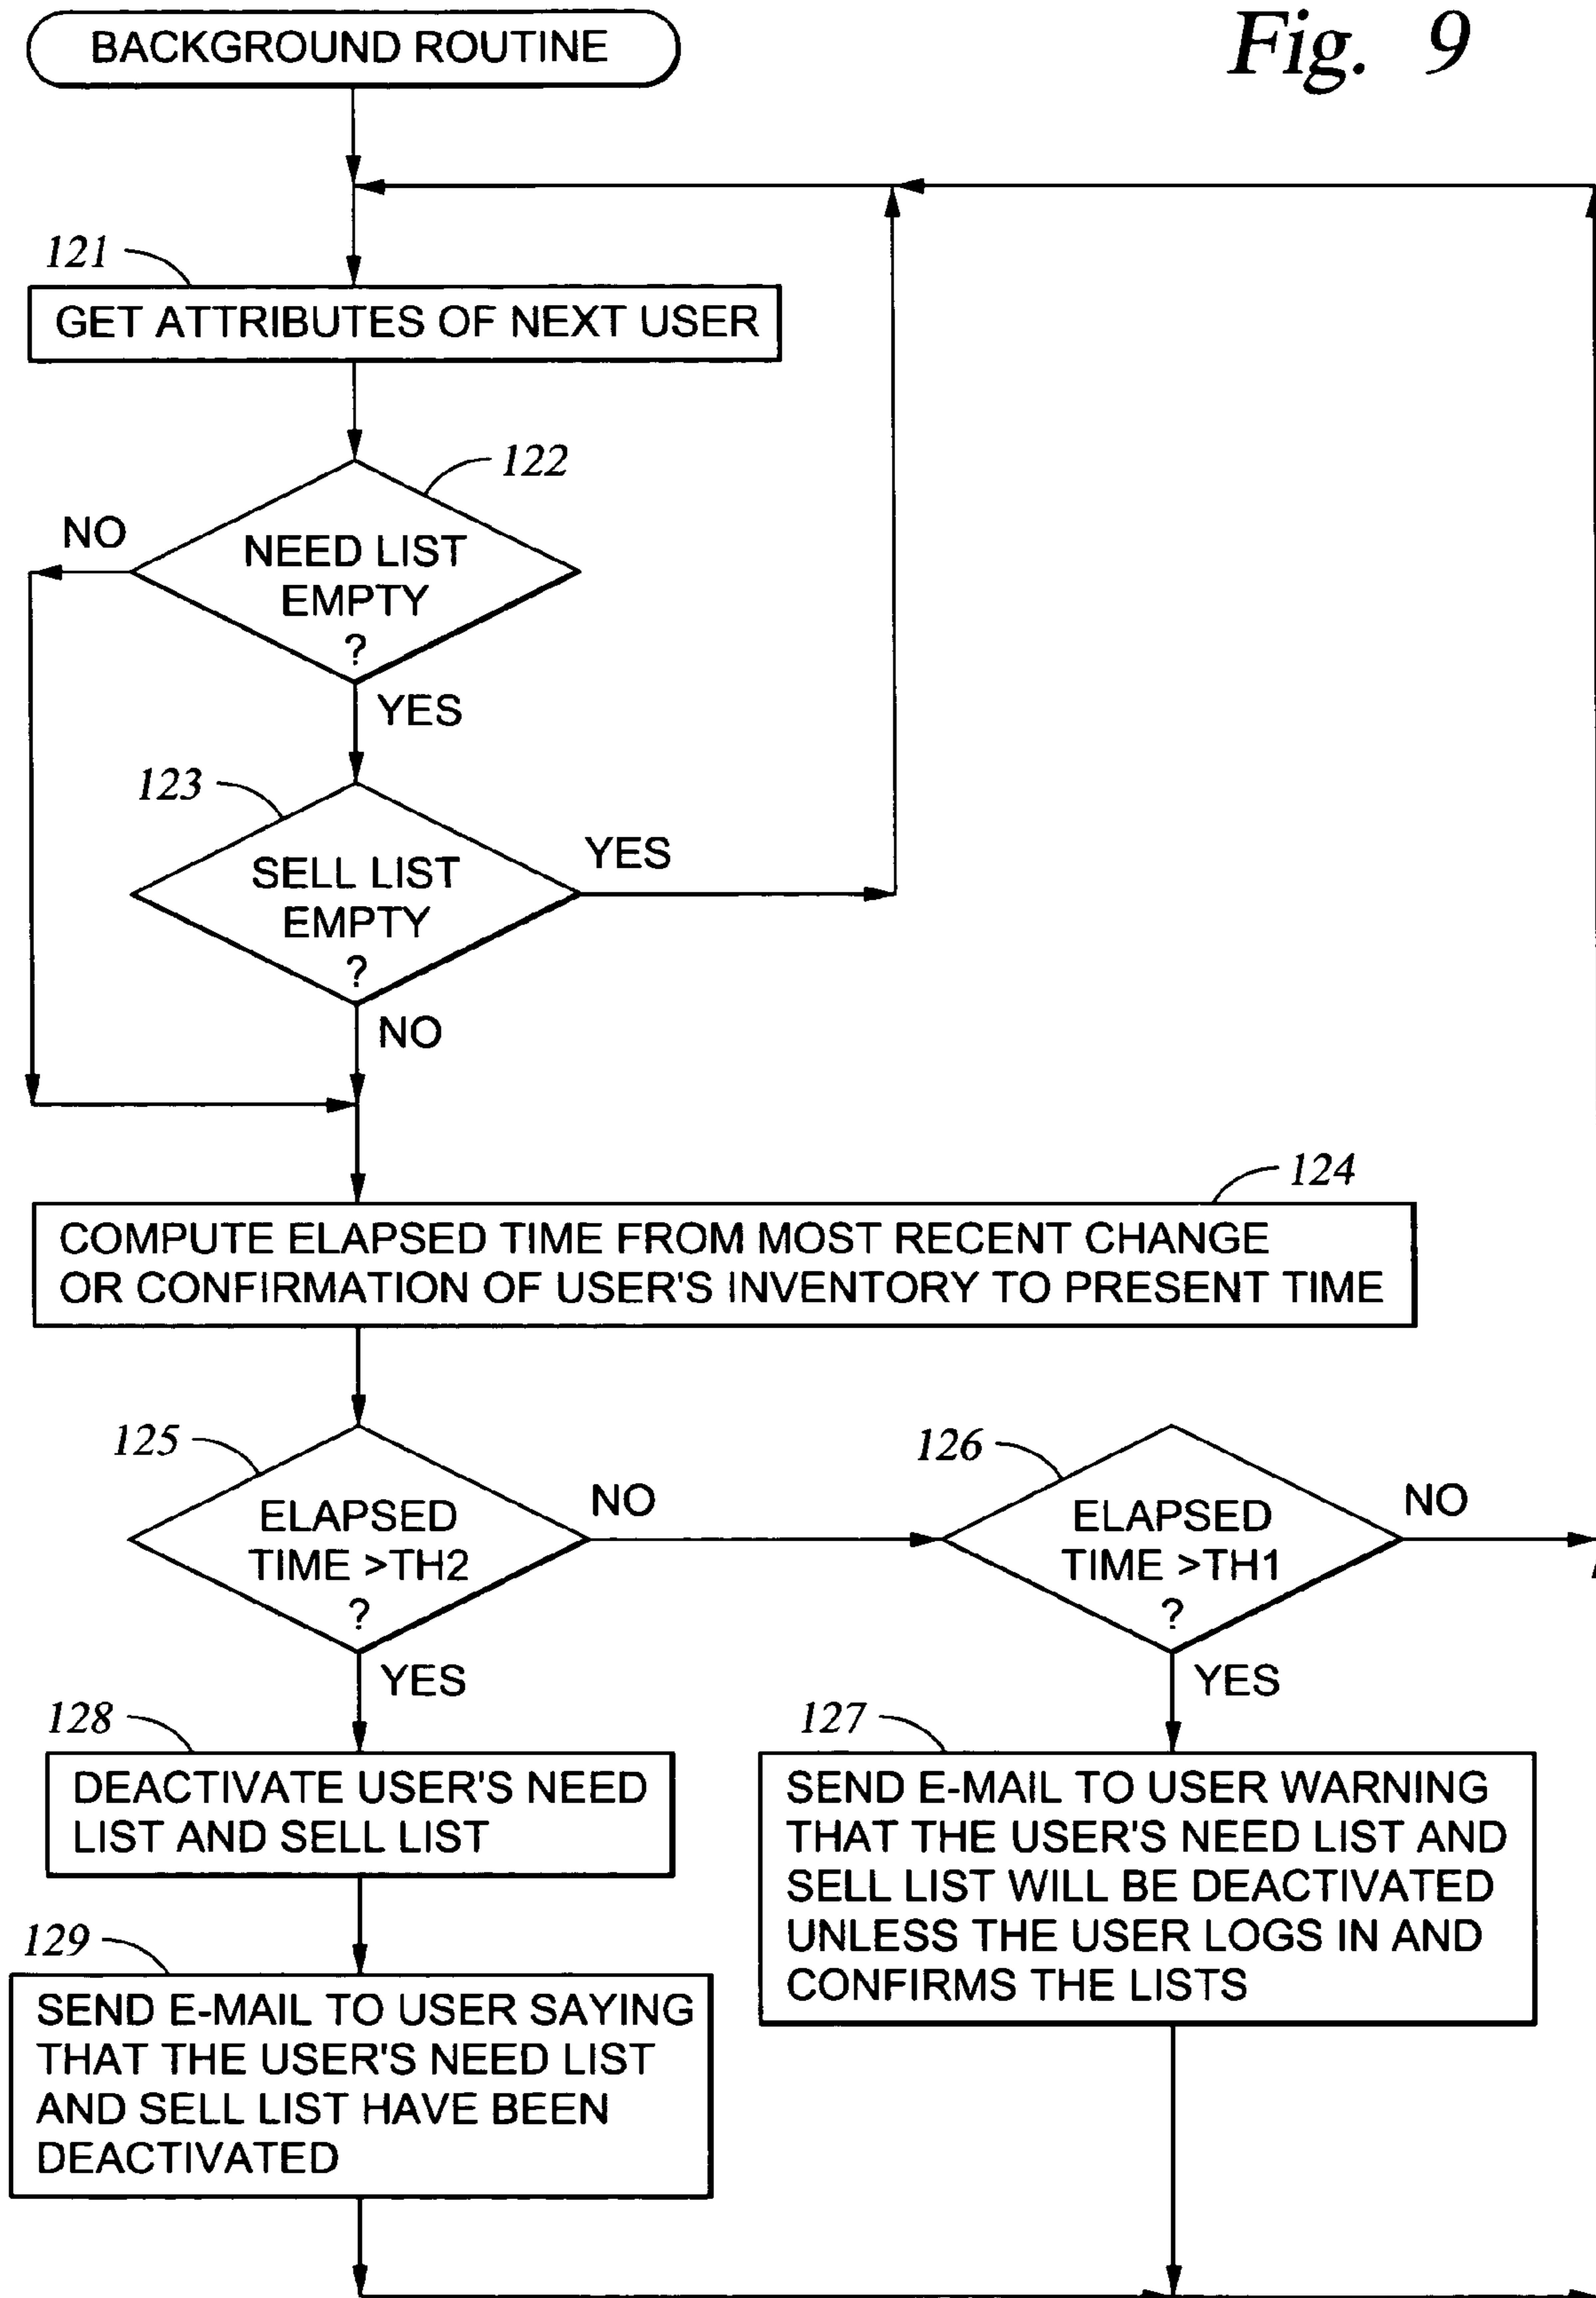 Fig. 9
BACKGROUND ROUTINE
121
GET ATTRIBUTES OF NEXT USER
122
NO
NEED LIST
EMPTY
?
YES
123
SELL LIST
EMPTY
?
YES
NO
124
COMPUTE ELAPSED TIME FROM MOST RECENT CHANGE
OR CONFIRMATION OF USER'S INVENTORY TO PRESENT TIME
125
ELAPSED
TIME >TH2
?
NO
YES
126
ELAPSED
TIME >TH1
?
NO
YES
128
DEACTIVATE USER'S NEED
LIST AND SELL LIST
127
SEND E-MAIL TO USER WARNING
THAT THE USER'S NEED LIST AND
SELL LIST WILL BE DEACTIVATED
UNLESS THE USER LOGS IN AND
CONFIRMS THE LISTS
129
SEND E-MAIL TO USER SAYING
THAT THE USER'S NEED LIST
AND SELL LIST HAVE BEEN
DEACTIVATED